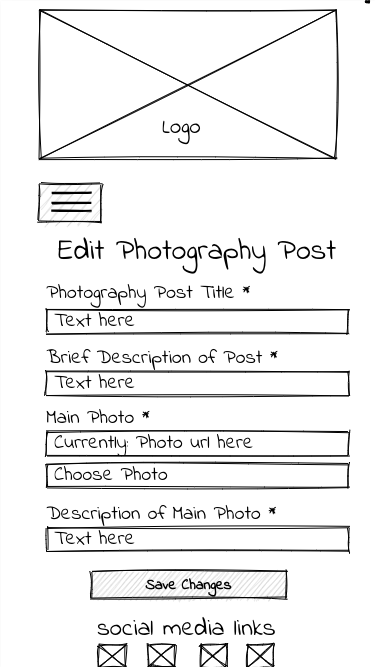 Logo
Edit Photography Post
Photography Post Title *
Text here
Brief Description of Post *
Text here
Main Photo *
Currently: Photo url here
Choose Photo
Description of Main Photo *
Text here
Save Changes
social media links